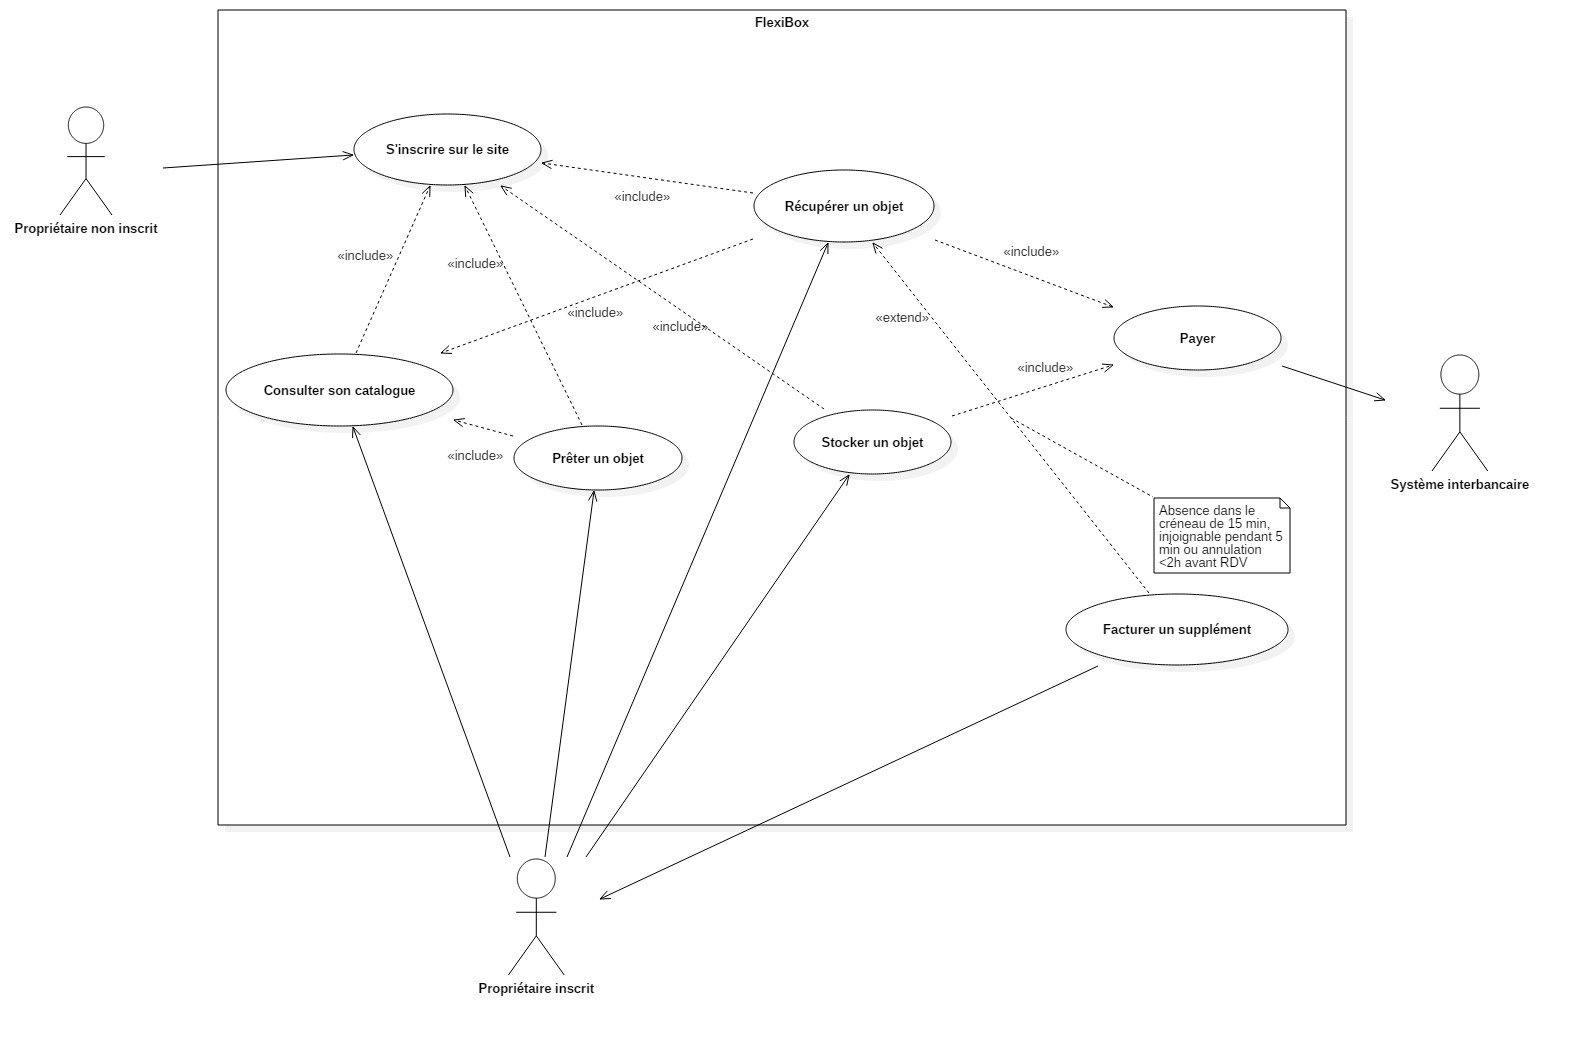 FlexiBox
S'inscrire sur le site
«include»
Récupérer un objet
Propriétaire non inscrit
«include»
«include»
«include»
«include»
«include»
«extend»
Payer
«include»
Consulter son catalogue
«include»
Prêter un objet
Stocker un objet
Système interbancaire
Absence dans le
créneau de 15 min,
injoignable pendant 5
min ou annulation
<2h avant RDV
Facturer un supplément
Propriétaire inscrit